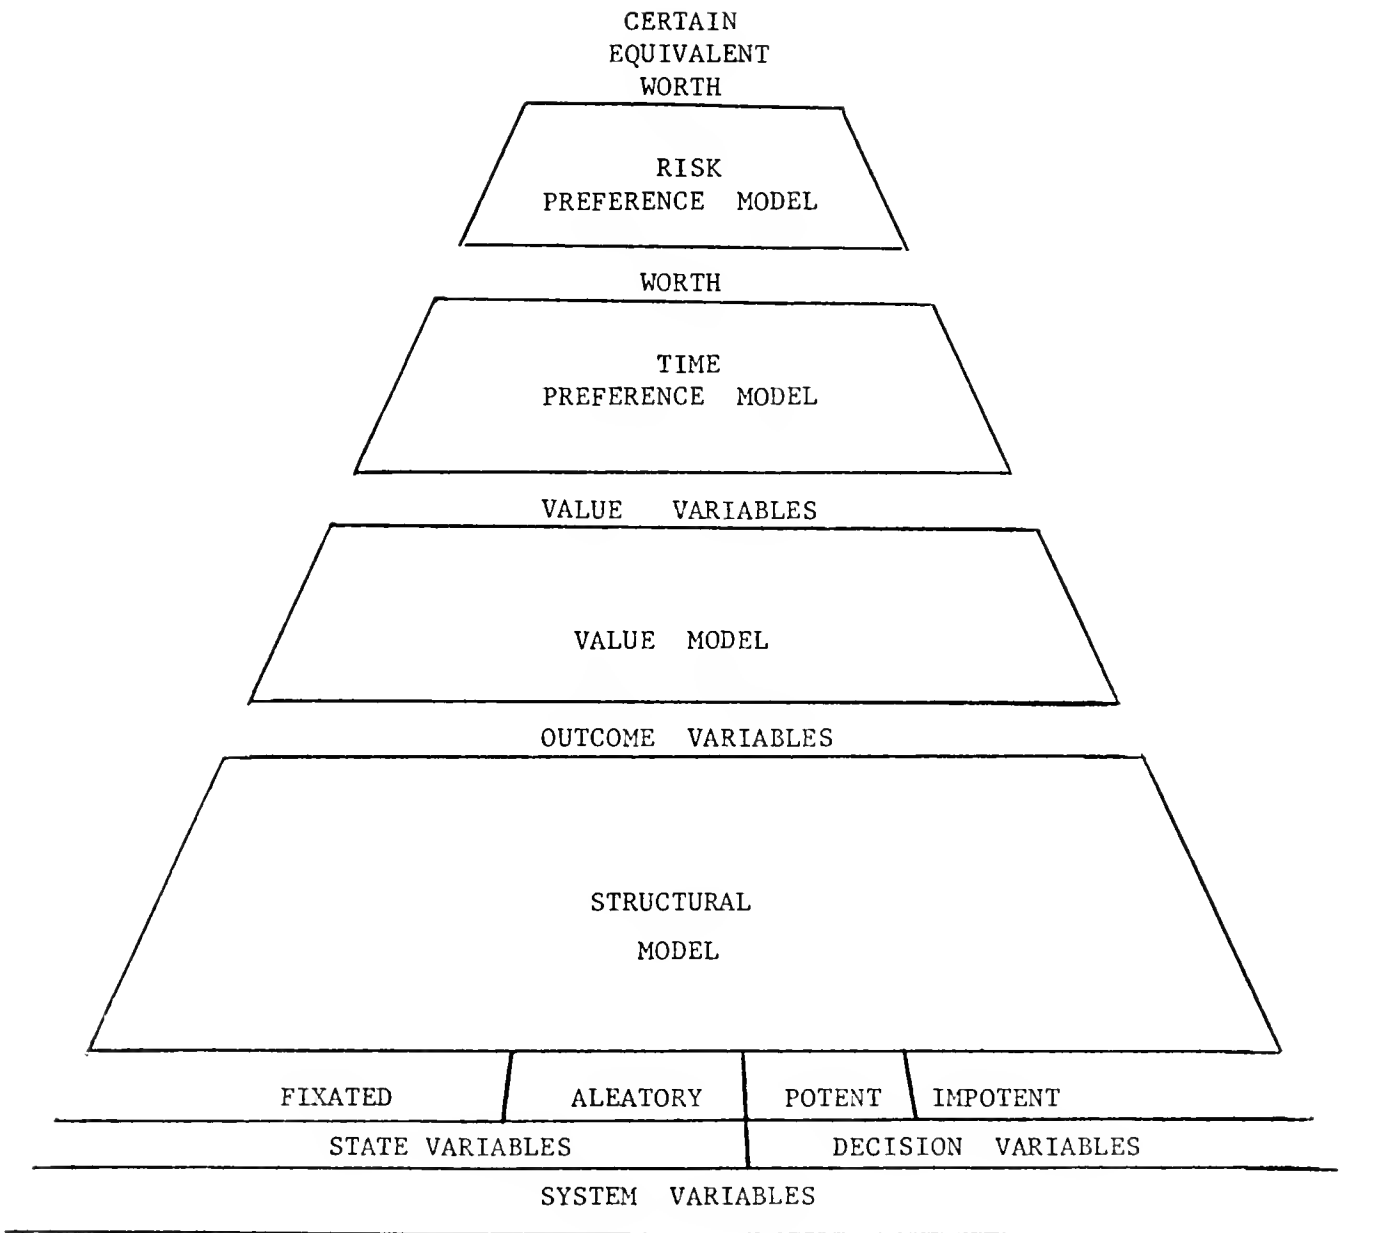 CERTAIN
EQUIVALENT
WORTH
RISK
PREFERENCE MODEL
WORTH
TIME
PREFERENCE MODEL
VALUE VARIABLES
VALUE MODEL
OUTCOME VARIABLES
STRUCTURAL
MODEL
FIXATED ALEATORY POTENT IMPOTENT
STATE VARIABLES DECISION VARIABLES
SYSTEM VARIABLES